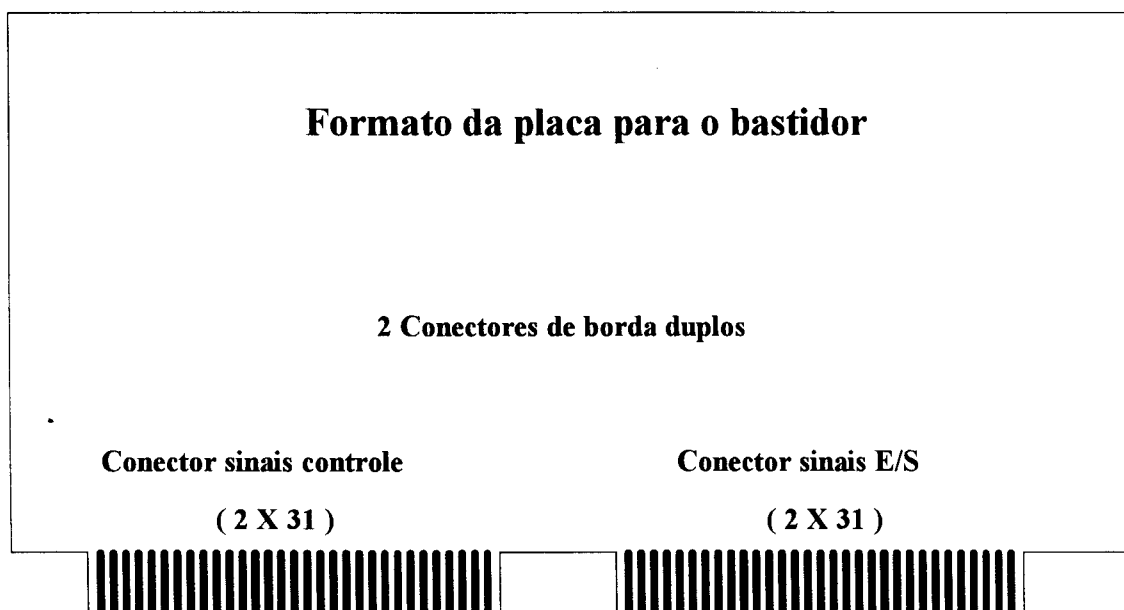 Formato da placa para o bastidor
2 Conectores de borda duplos
Conector sinais controle
( 2 X 31 )
Conector sinais E/S
( 2 X 31 )